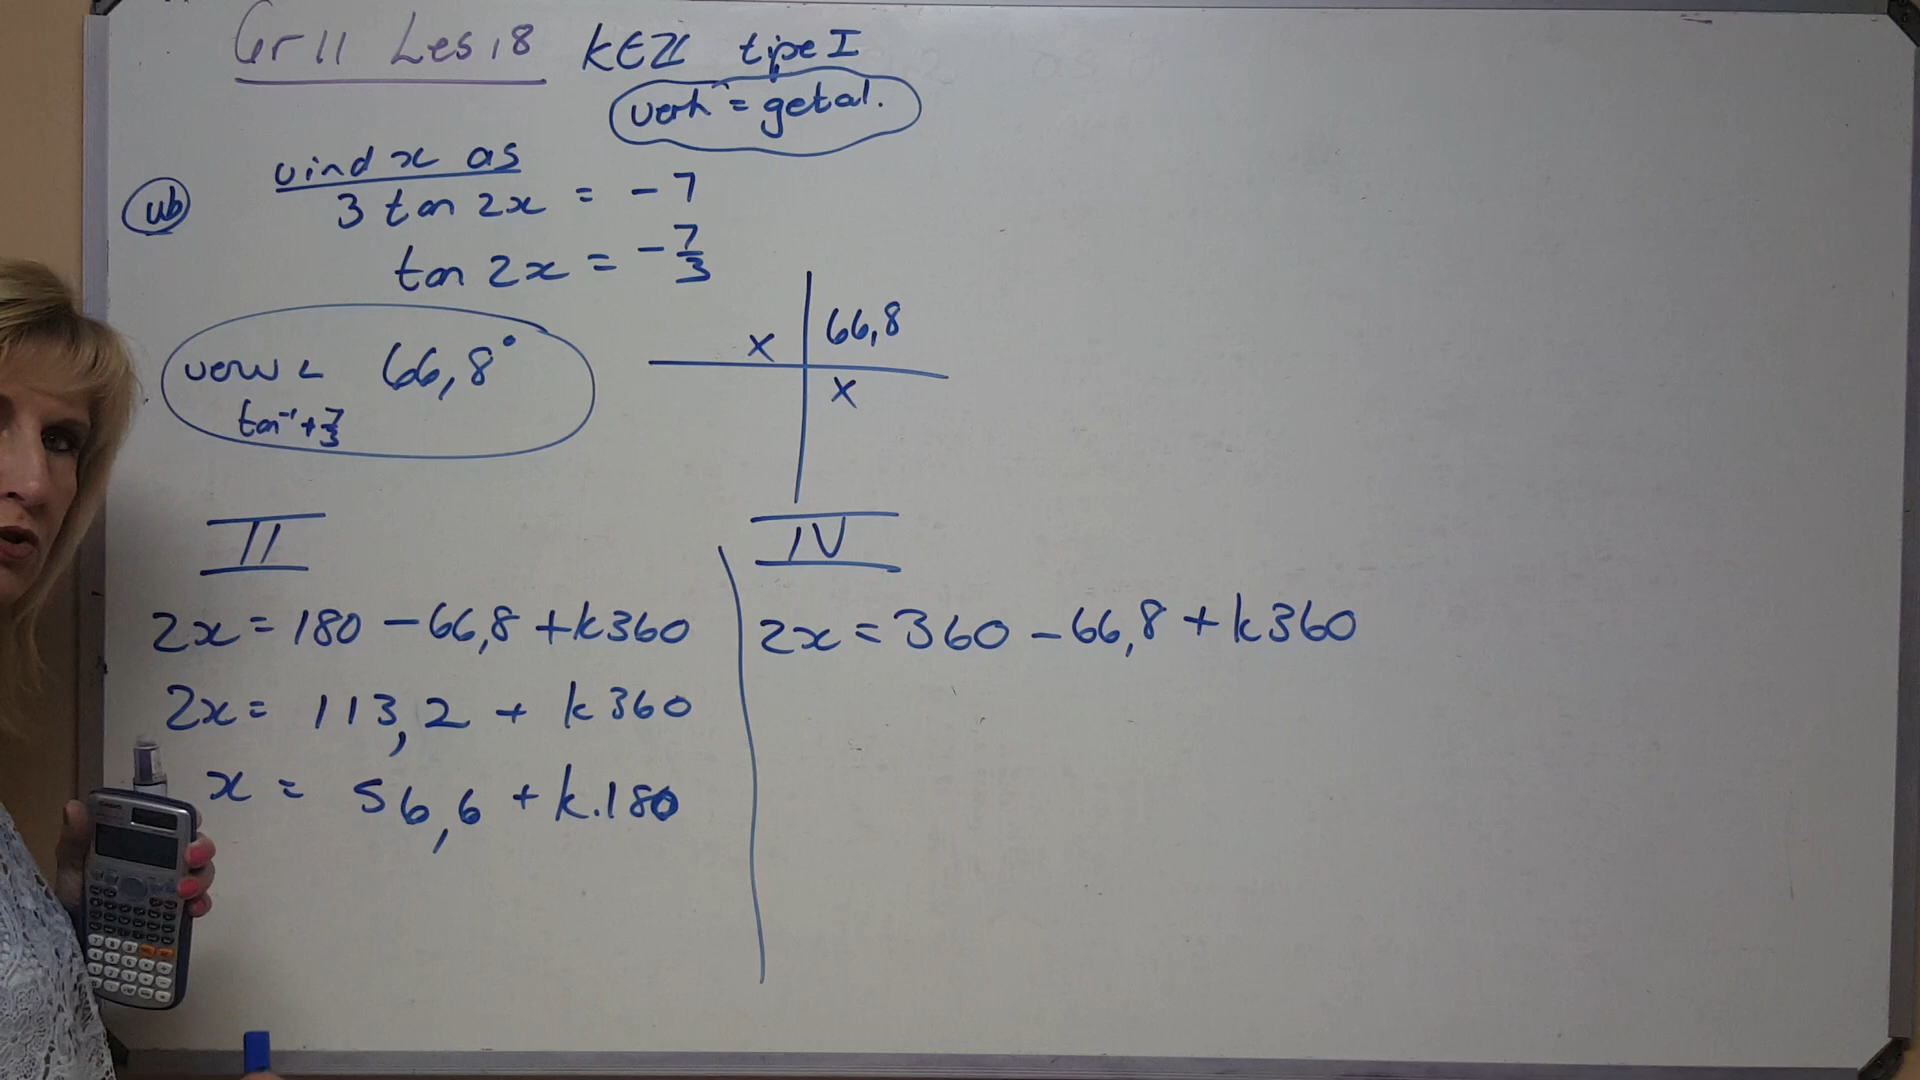 Gr 11 Les 18 k∈ℤ tipe I
verh = getal.
vind x as
vb 3 tan 2x = -7
tan 2x = -7/3
verw ∠ 66,8°
tan⁻¹ + 7/3
66,8
x
x
II
2x = 180 - 66,8 + k360
2x = 113,2 + k360
x = 56,6 + k.180
IV
2x = 360 - 66,8 + k360